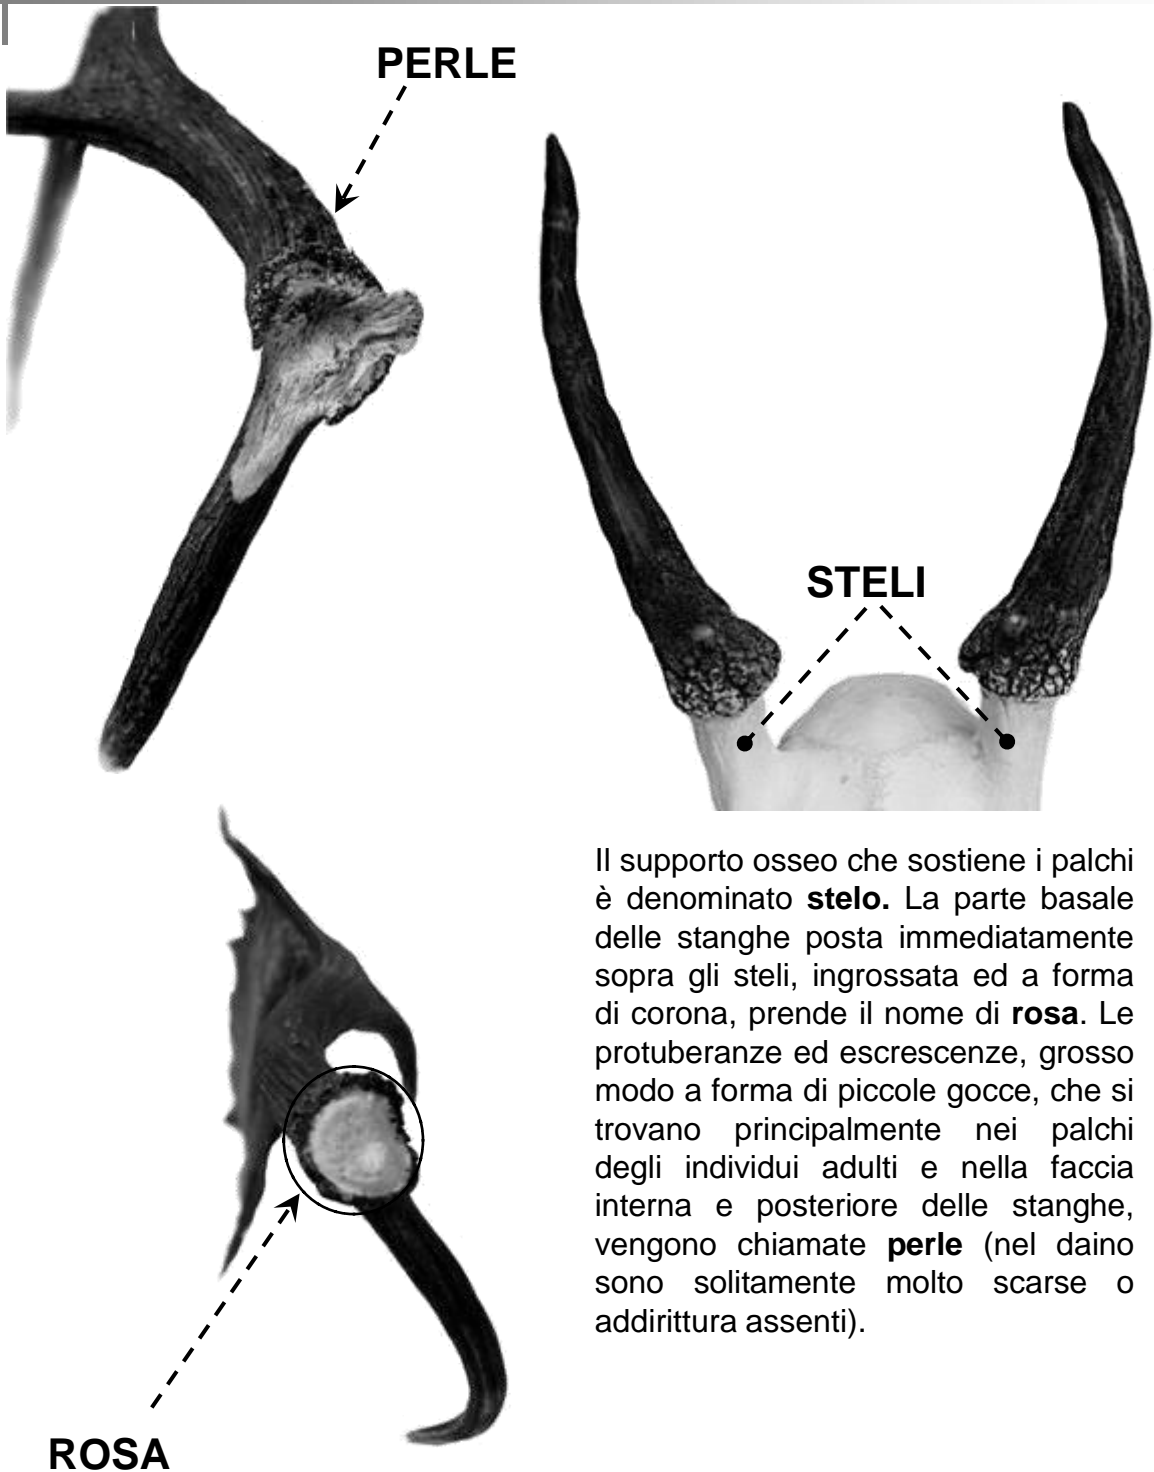 PERLE
STELI
Il supporto osseo che sostiene i palchi
è denominato stelo. La parte basale
delle stanghe posta immediatamente
sopra gli steli, ingrossata ed a forma
di corona, prende il nome di rosa. Le
protuberanze ed escrescenze, grosso
modo a forma di piccole gocce, che si
trovano principalmente nei palchi
degli individui adulti e nella faccia
interna e posteriore delle stanghe,
vengono chiamate perle (nel daino
sono solitamente molto scarse o
addirittura assenti).
ROSA